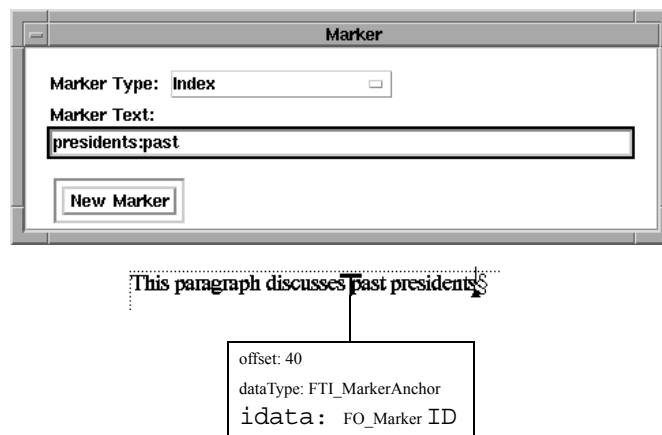 Marker
Marker Type: Index
Marker Text:
presidents:past
New Marker
This paragraph discusses past presidents§
offset: 40
dataType: FTI_MarkerAnchor
idata: FO_Marker ID